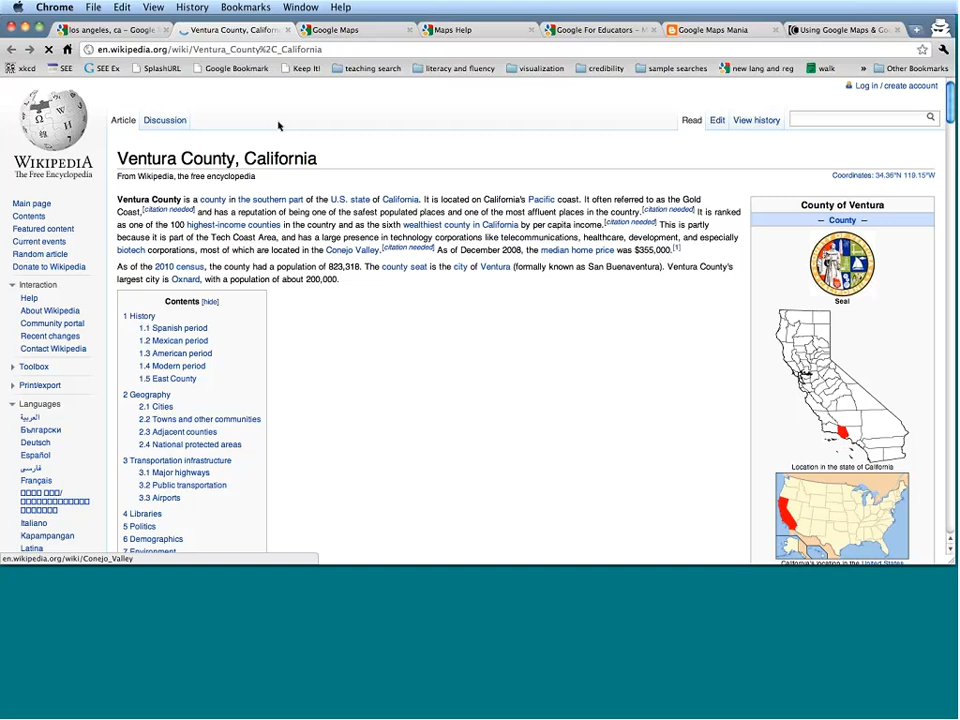 Chrome File Edit View History Bookmarks Window Help
los angeles, ca – Google Ma
Ventura County, Californ
Google Maps
Maps Help
Google For Educators – M
Google Maps Mania
Using Google Maps & Go
en.wikipedia.org/wiki/Ventura_County%2C_California
xkcd SEE SEE Ex SplashURL Google Bookmark Keep It! teaching search literacy and fluency visualization credibility sample searches new lang and reg walk » Other Bookmarks
Log in / create account
Article Discussion Read Edit View history
WIKIPEDIA
The Free Encyclopedia
Main page
Contents
Featured content
Current events
Random article
Donate to Wikipedia
Interaction
Help
About Wikipedia
Community portal
Recent changes
Contact Wikipedia
Toolbox
Print/export
Languages
العربية
Български
Deutsch
Español
فارسی
Français
Italiano
Kapampangan
Latina
Ventura County, California
From Wikipedia, the free encyclopedia
Coordinates: 34.36°N 119.15°W
Ventura County is a county in the southern part of the U.S. state of California. It is located on California's Pacific coast. It often referred to as the Gold
Coast,[citation needed] and has a reputation of being one of the safest populated places and one of the most affluent places in the country.[citation needed] It is ranked
as one of the 100 highest-income counties in the country and as the sixth wealthiest county in California by per capita income.[citation needed] This is partly
because it is part of the Tech Coast Area, and has a large presence in technology corporations like telecommunications, healthcare, development, and especially
biotech corporations, most of which are located in the Conejo Valley.[citation needed] As of December 2008, the median home price was $355,000.[1]
As of the 2010 census, the county had a population of 823,318. The county seat is the city of Ventura (formally known as San Buenaventura). Ventura County's
largest city is Oxnard, with a population of about 200,000.
Contents [hide]
1 History
1.1 Spanish period
1.2 Mexican period
1.3 American period
1.4 Modern period
1.5 East County
2 Geography
2.1 Cities
2.2 Towns and other communities
2.3 Adjacent counties
2.4 National protected areas
3 Transportation infrastructure
3.1 Major highways
3.2 Public transportation
3.3 Airports
4 Libraries
5 Politics
6 Demographics
7 Environment
County of Ventura
— County —
Seal
Location in the state of California
California's location in the United States
en.wikipedia.org/wiki/Conejo_Valley